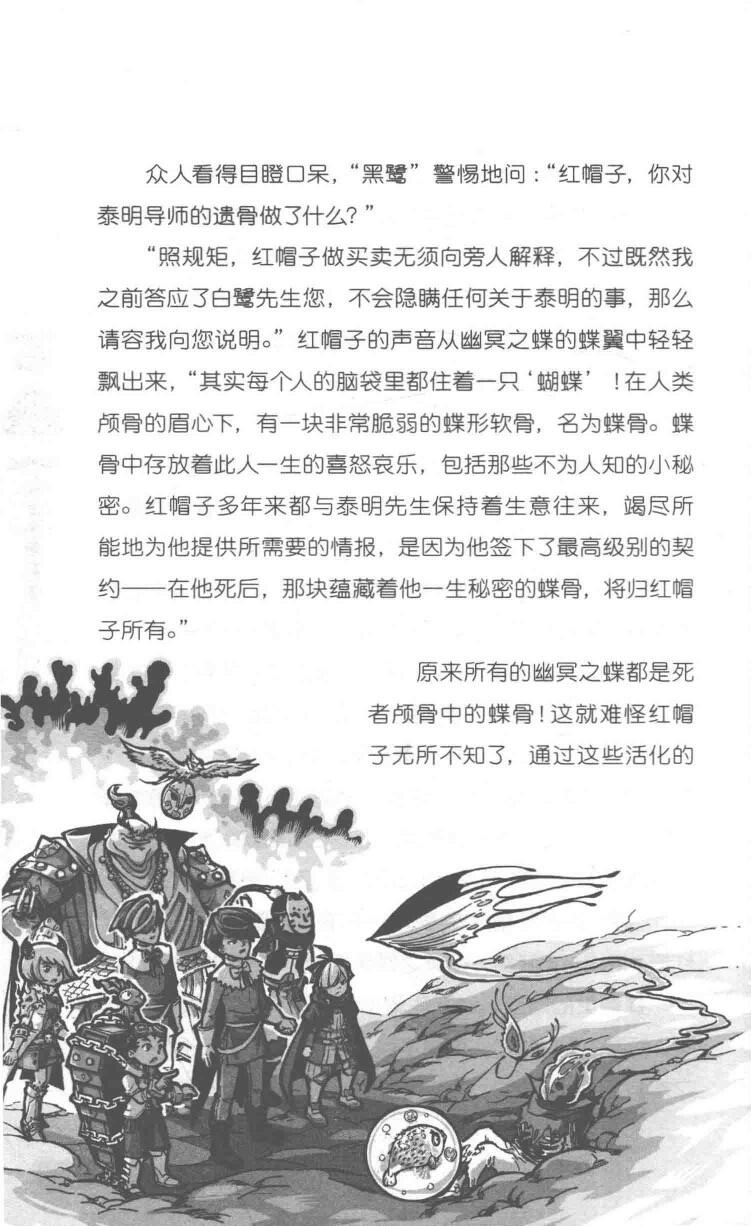 众人看得目瞪口呆，“黑鹭”警惕地问：“红帽子，你对
泰明导师的遗骨做了什么？”
“照规矩，红帽子做买卖无须向旁人解释，不过既然我
之前答应了白鹭先生您，不会隐瞒任何关于泰明的事，那么
请容我向您说明。”红帽子的声音从幽冥之蝶的蝶翼中轻轻
飘出来，“其实每个人的脑袋里都住着一只‘蝴蝶’！在人类
颅骨的眉心下，有一块非常脆弱的蝶形软骨，名为蝶骨。蝶
骨中存放着此人一生的喜怒哀乐，包括那些不为人知的小秘
密。红帽子多年来都与泰明先生保持着生意往来，竭尽所
能地为他提供所需要的情报，是因为他签下了最高级别的契
约——在他死后，那块蕴藏着他一生秘密的蝶骨，将归红帽
子所有。”
原来所有的幽冥之蝶都是死
者颅骨中的蝶骨！这就难怪红帽
子无所不知了，通过这些活化的